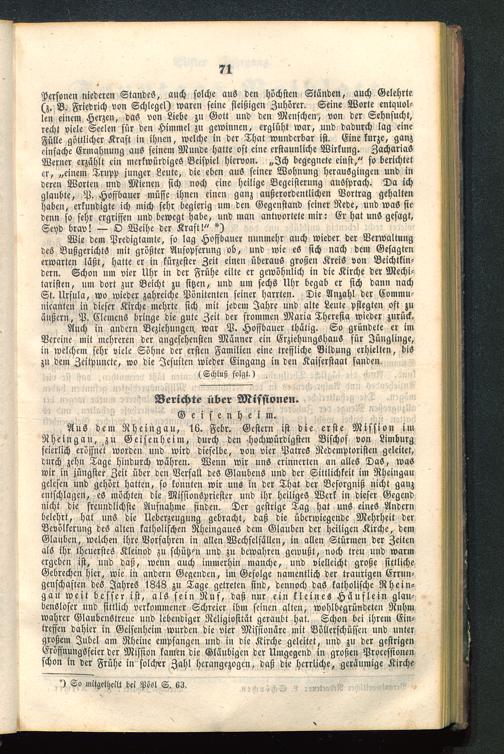 71
Personen niederen Standes, auch solche aus den höchsten Ständen, auch Gelehrte
(z. B. Friedrich von Schlegel) waren seine fleißigen Zuhörer. Seine Worte entquol-
len einem Herzen, das von Liebe zu Gott und den Menschen, von der Sehnsucht,
recht viele Seelen für den Himmel zu gewinnen, erglüht war, und dadurch lag eine
Fülle göttlicher Kraft in ihnen, welche in der That wunderbar ist. Eine kurze, ganz
einfache Ermahnung aus seinem Munde hatte oft eine erstaunliche Wirkung. Zacharias
Werner erzählt ein merkwürdiges Beispiel hiervon. „Ich begegnete einst,“ so berichtet
er, „einem Trupp junger Leute, die eben aus seiner Wohnung herausgingen und in
deren Worten und Mienen sich noch eine heilige Begeisterung aussprach. Da ich
glaubte, P. Hoffbauer müsse ihnen einen ganz außerordentlichen Vortrag gehalten
haben, erkundigte ich mich sehr begierig um den Gegenstand seiner Rede, und was sie
denn so sehr ergriffen und bewegt habe, und man antwortete mir: Er hat uns gesagt,
Seyd brav! — O Weihe der Kraft!“ *)
Wie dem Predigtamte, so lag Hoffbauer nunmehr auch wieder der Verwaltung
des Bußgerichts mit größter Aufopferung ob, und wie es sich nach dem Gesagten
erwarten läßt, hatte er in kürzester Zeit einen überaus großen Kreis von Beichtkin-
dern. Schon um vier Uhr in der Frühe eilte er gewöhnlich in die Kirche der Mechi-
taristen, um dort zur Beicht zu sitzen, und um sechs Uhr begab er sich dann nach
St. Ursula, wo wieder zahlreiche Pönitenten seiner harrten. Die Anzahl der Commu-
nicanten in dieser Kirche mehrte sich mit jedem Jahre und alte Leute pflegten oft zu
äußern, P. Clemens bringe die gute Zeit der frommen Maria Theresia wieder zurück.
Auch in andern Beziehungen war P. Hoffbauer thätig. So gründete er im
Vereine mit mehreren der angesehensten Männer ein Erziehungshaus für Jünglinge,
in welchem sehr viele Söhne der ersten Familien eine treffliche Bildung erhielten, bis
zu dem Zeitpunkte, wo die Jesuiten wieder Eingang in den Kaiserstaat fanden.
(Schluß folgt.)
Berichte über Missionen.
Geisenheim.
Aus dem Rheingau, 16. Febr. Gestern ist die erste Mission im
Rheingau, zu Geisenheim, durch den hochwürdigsten Bischof von Limburg
feierlich eröffnet worden und wird dieselbe, von vier Patres Redemptoristen geleitet,
durch zehn Tage hindurch währen. Wenn wir uns erinnerten an alles Das, was
wir in jüngster Zeit über den Verfall des Glaubens und der Sittlichkeit im Rheingau
gelesen und gehört hatten, so konnten wir uns in der That der Besorgniß nicht ganz
entschlagen, es möchten die Missionspriester und ihr heiliges Werk in dieser Gegend
nicht die freundlichste Aufnahme finden. Der gestrige Tag hat uns eines Andern
belehrt, hat uns die Ueberzeugung gebracht, daß die überwiegende Mehrheit der
Bevölkerung des alten katholischen Rheingaues dem Glauben der heiligen Kirche, dem
Glauben, welchen ihre Vorfahren in allen Wechselfällen, in allen Stürmen der Zeiten
als ihr theuerstes Kleinod zu schützen und zu bewahren gewußt, noch treu und warm
ergeben ist, und daß, wenn auch immerhin manche, und vielleicht große sittliche
Gebrechen hier, wie in andern Gegenden, im Gefolge namentlich der traurigen Errun-
genschaften des Jahres 1848 zu Tage getreten sind, dennoch das katholische Rhein-
gau weit besser ist, als sein Ruf, daß nur ein kleines Häuflein glau-
bensloser und sittlich verkommener Schreier ihm seinen alten, wohlbegründeten Ruhm
wahrer Glaubenstreue und lebendiger Religiosität geraubt hat. Schon bei ihrem Ein-
treffen dahier in Geisenheim wurden die vier Missionäre mit Böllerschüssen und unter
großem Jubel am Rheine empfangen und in die Kirche geleitet, und zu der gestrigen
Eröffnungsfeier der Mission kamen die Gläubigen der Umgegend in großen Processionen
schon in der Frühe in solcher Zahl herangezogen, daß die herrliche, geräumige Kirche
*) So mitgetheilt bei Pösl S. 63.